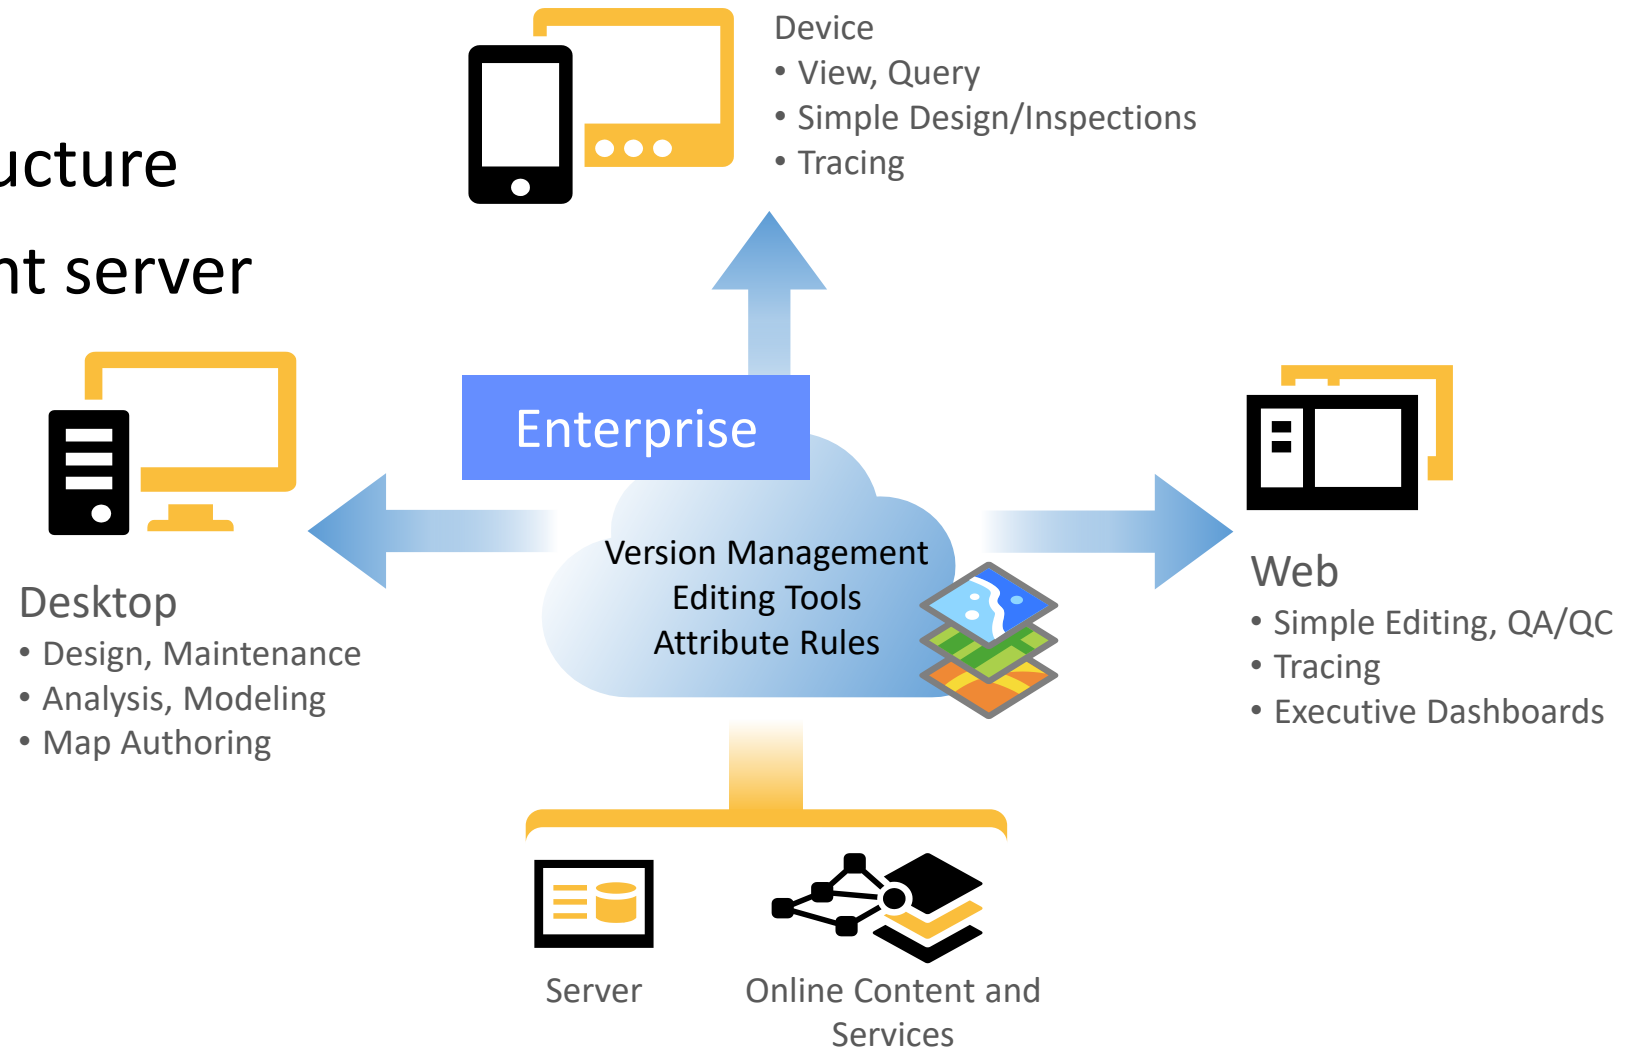 Device
• View, Query
• Simple Design/Inspections
• Tracing
ucture
nt server
Enterprise
Version Management
Editing Tools
Attribute Rules
Desktop
• Design, Maintenance
• Analysis, Modeling
• Map Authoring
Web
• Simple Editing, QA/QC
• Tracing
• Executive Dashboards
Server
Online Content and
Services